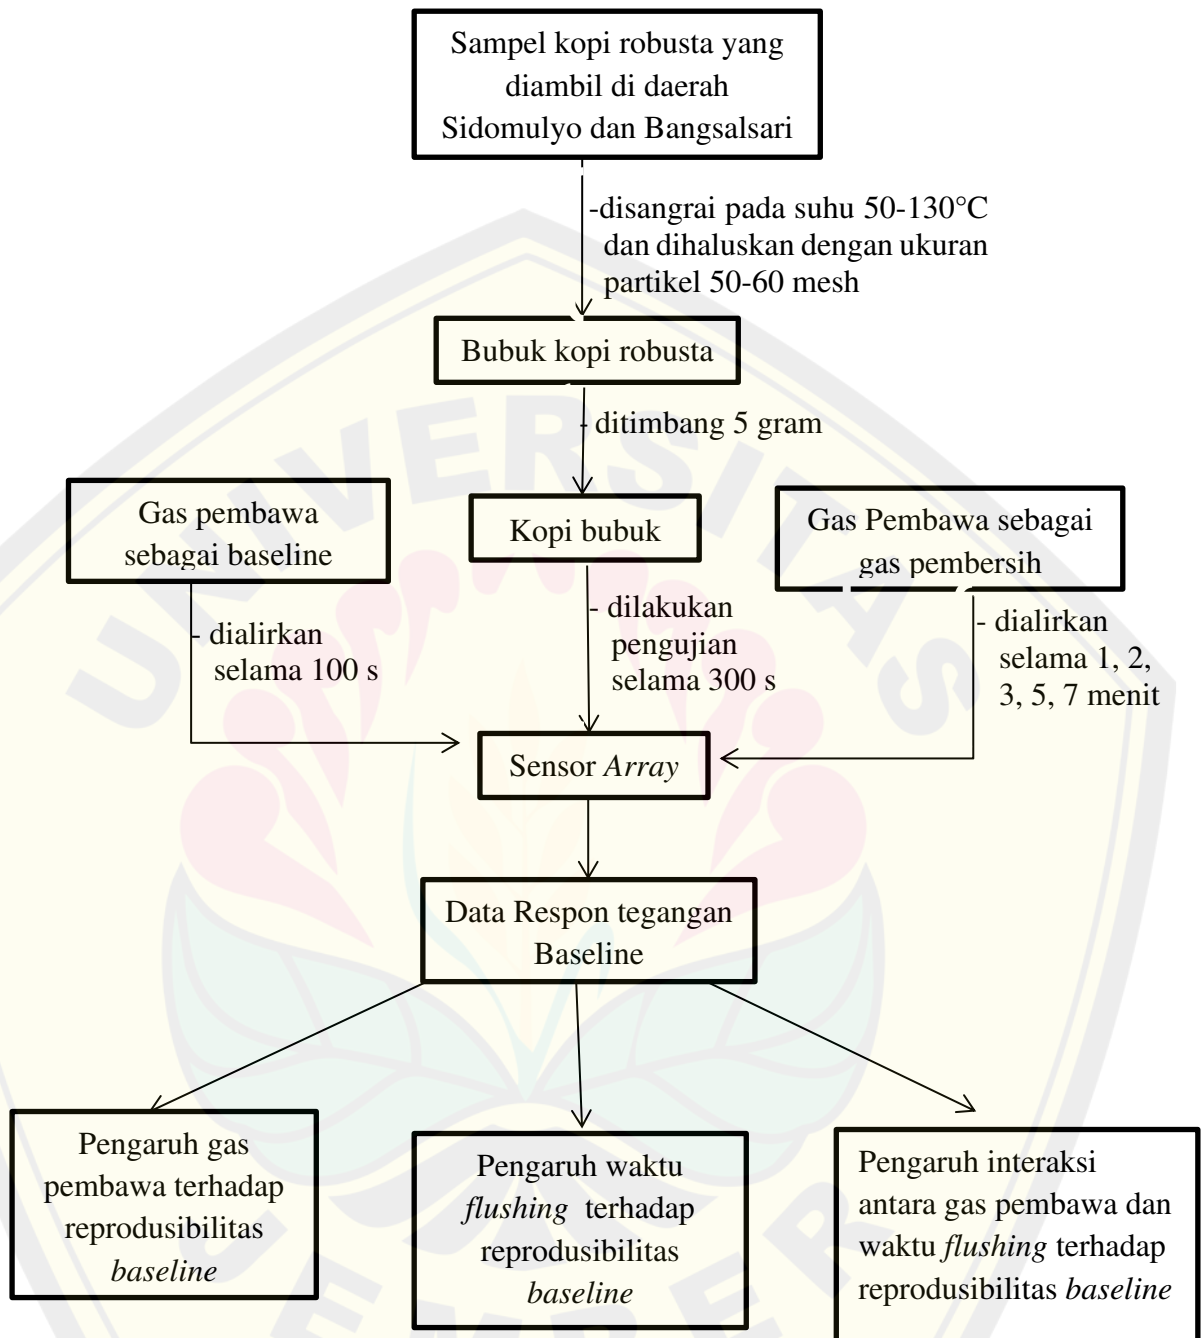 Sampel kopi robusta yang
diambil di daerah
Sidomulyo dan Bangsalsari
-disangrai pada suhu 50-130°C
dan dihaluskan dengan ukuran
partikel 50-60 mesh
Bubuk kopi robusta
- ditimbang 5 gram
Gas pembawa
sebagai baseline
Kopi bubuk
Gas Pembawa sebagai
gas pembersih
- dialirkan
selama 100 s
- dilakukan
pengujian
selama 300 s
- dialirkan
selama 1, 2,
3, 5, 7 menit
Sensor Array
Data Respon tegangan
Baseline
Pengaruh gas
pembawa terhadap
reprodusibilitas
baseline
Pengaruh waktu
flushing terhadap
reprodusibilitas
baseline
Pengaruh interaksi
antara gas pembawa dan
waktu flushing terhadap
reprodusibilitas baseline
UNIVERSITAS
JEMBER